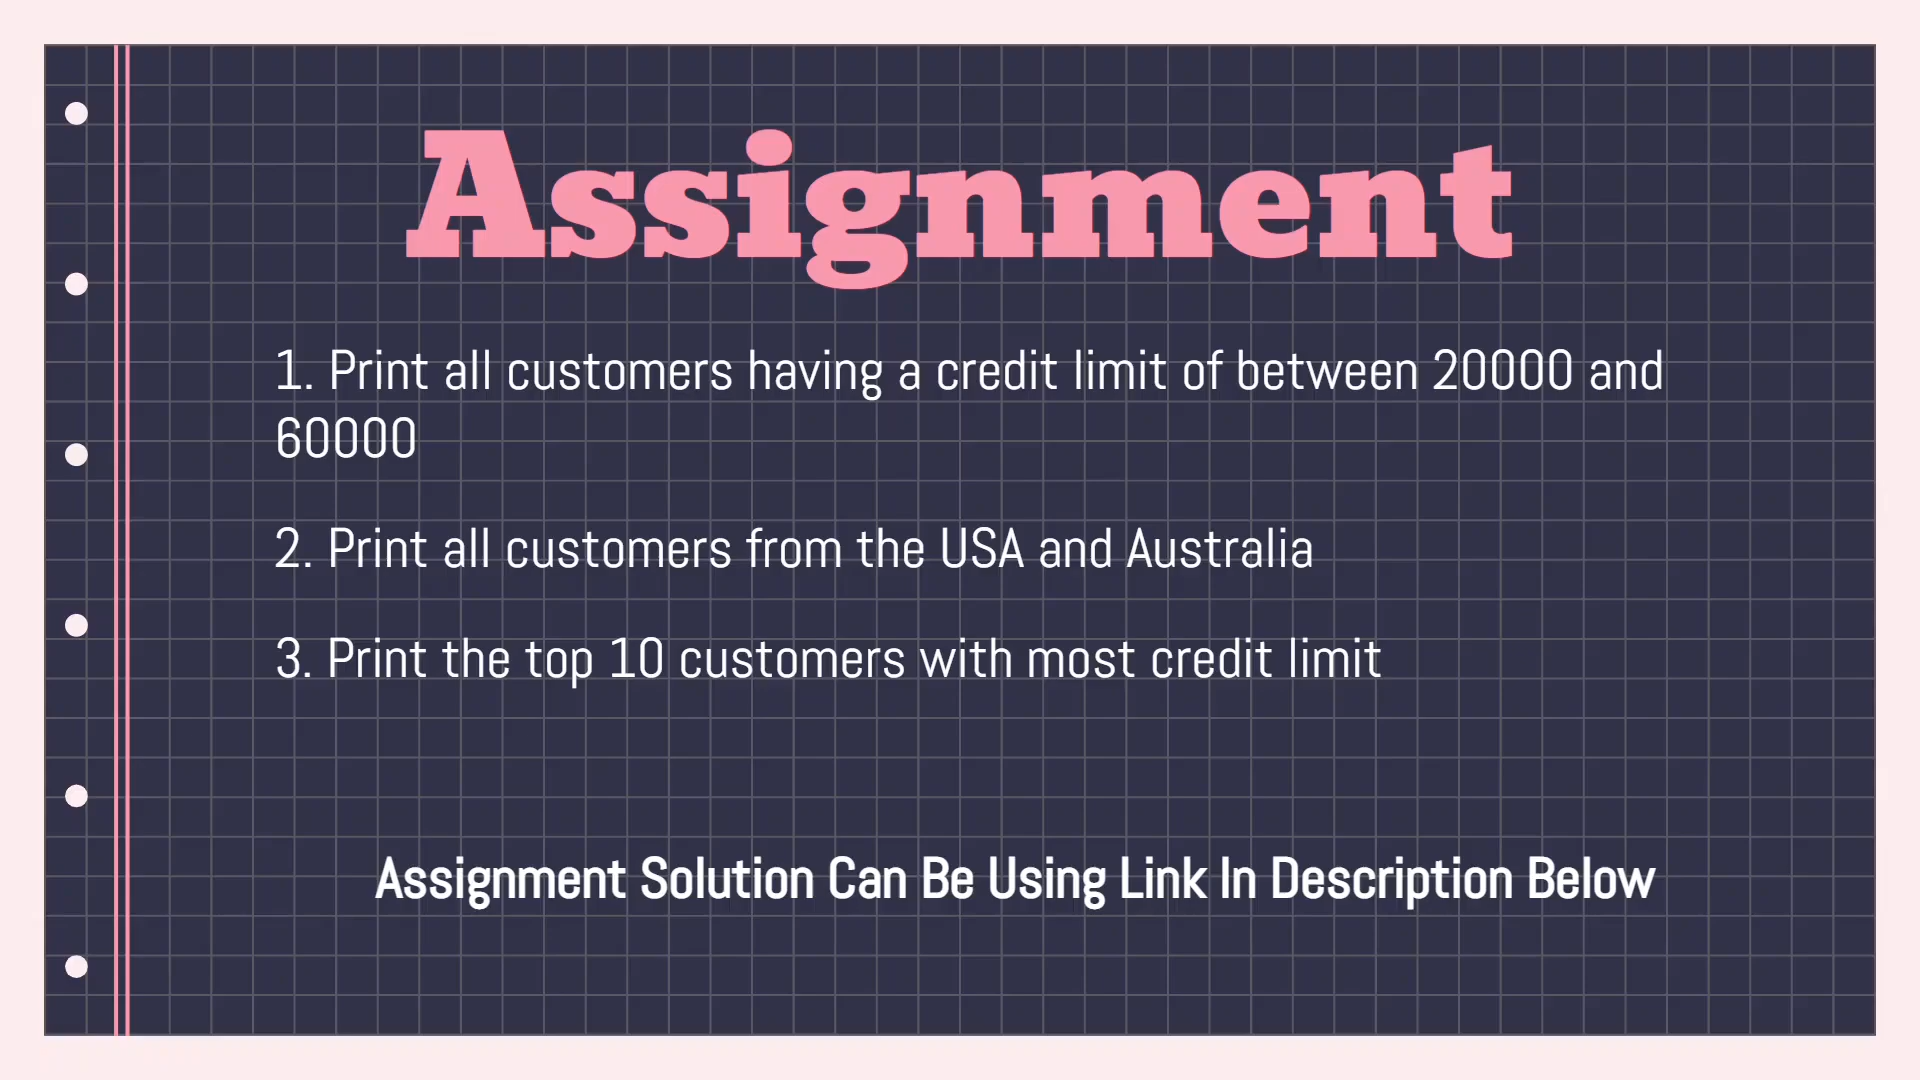 Assignment
1. Print all customers having a credit limit of between 20000 and
60000
2. Print all customers from the USA and Australia
3. Print the top 10 customers with most credit limit
Assignment Solution Can Be Using Link In Description Below